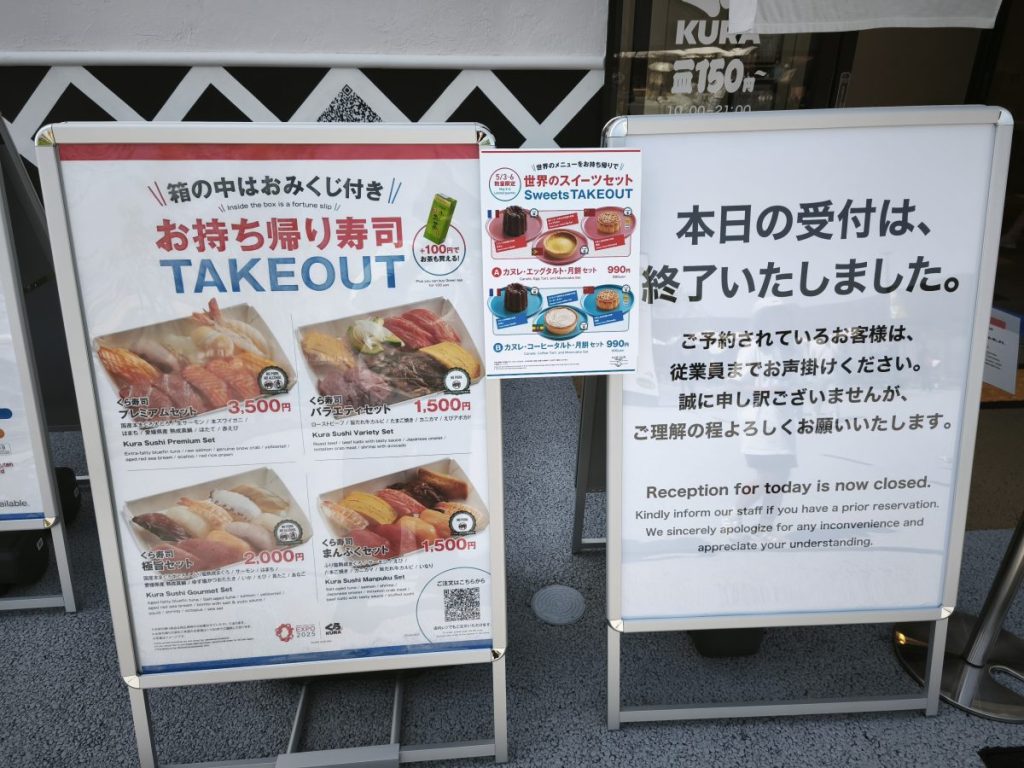 KURA
一皿150円~
10:00-21:00
箱の中はおみくじ付き
Inside the box is a fortune slip
お持ち帰り寿司
TAKEOUT
+100円で
お茶も買える!
くら寿司
プレミアムセット
3,500円
Kura Sushi Premium Set
くら寿司
バラエティセット
1,500円
Kura Sushi Variety Set
くら寿司
極旨セット
2,000円
Kura Sushi Gourmet Set
くら寿司
まんぷくセット
1,500円
Kura Sushi Manpuku Set
ご注文はこちらから
EXPO
2025
KURA
世界のメニューをお持ち帰りで
5/3-6
数量限定
世界のスイーツセット
Sweets TAKEOUT
A カヌレ・エッグタルト・月餅 セット 990円
B カヌレ・コーヒータルト・月餅 セット 990円
本日の受付は、
終了いたしました。
ご予約されているお客様は、
従業員までお声掛けください。
誠に申し訳ございませんが、
ご理解の程よろしくお願いいたします。
Reception for today is now closed.
Kindly inform our staff if you have a prior reservation.
We sincerely apologize for any inconvenience and
appreciate your understanding.